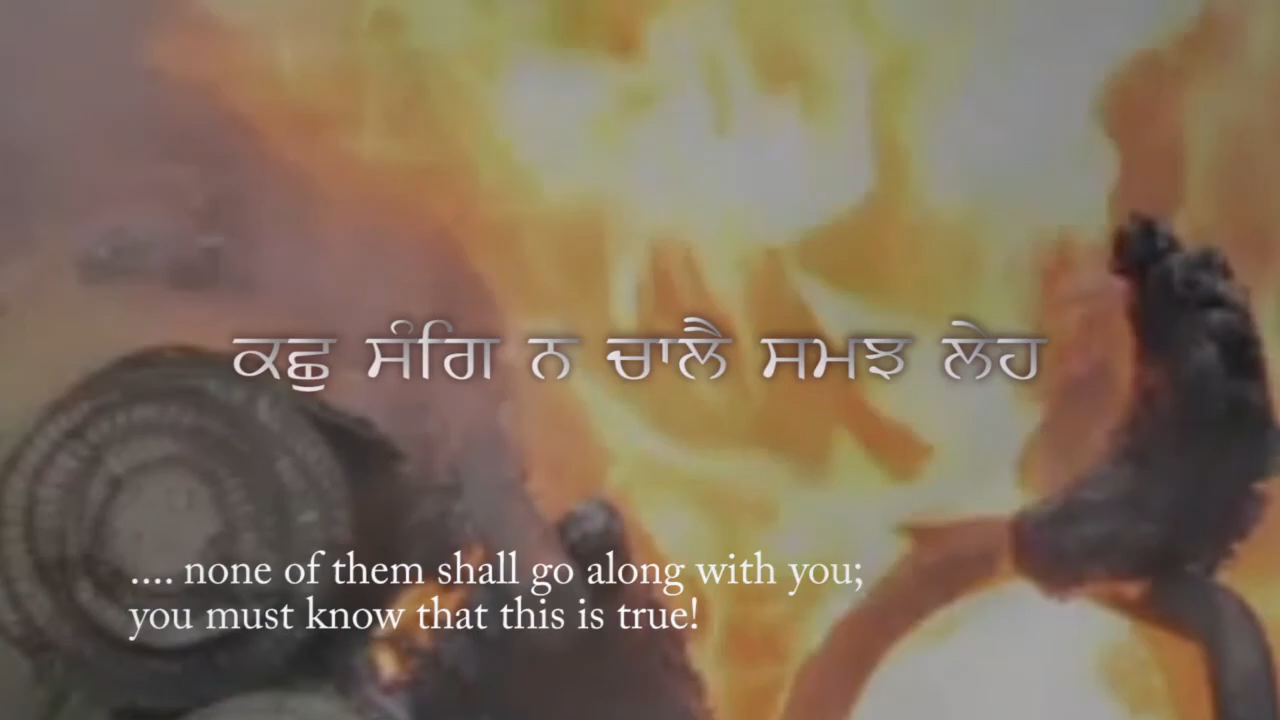 ਕਛੁ ਸੰਗਿ ਨ ਚਾਲੈ ਸਮਝ ਲੇਹ
.... none of them shall go along with you;
you must know that this is true!